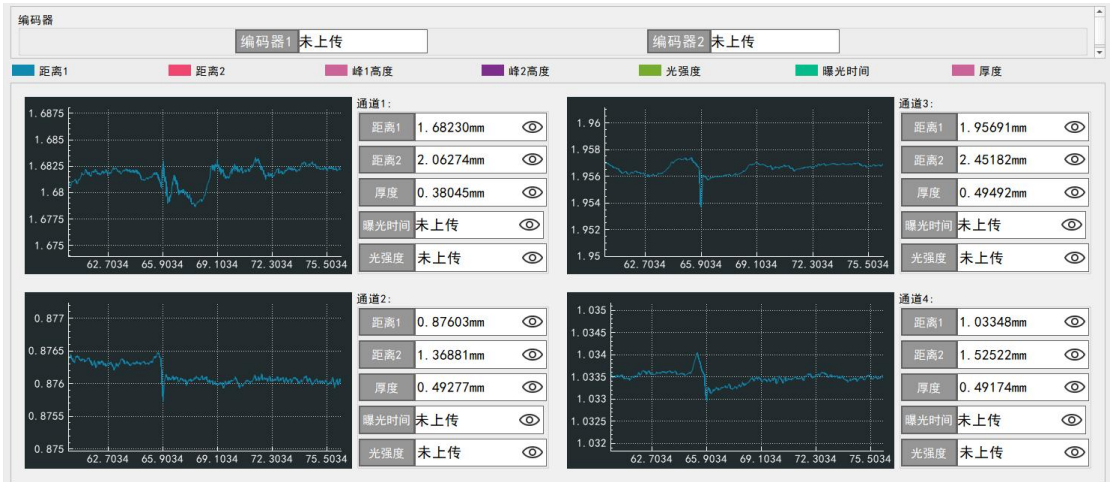 编码器
编码器1 未上传 编码器2 未上传
距离1 距离2 峰1高度 峰2高度 光强度 曝光时间 厚度
通道1:
1.6875
1.685
1.6825
1.68
1.6775
1.675
62.7034 65.9034 69.1034 72.3034 75.5034
距离1 1.68230mm
距离2 2.06274mm
厚度 0.38045mm
曝光时间 未上传
光强度 未上传
通道3:
1.96
1.958
1.956
1.954
1.952
1.95
62.7034 65.9034 69.1034 72.3034 75.5034
距离1 1.95691mm
距离2 2.45182mm
厚度 0.49492mm
曝光时间 未上传
光强度 未上传
通道2:
0.877
0.8765
0.876
0.8755
0.875
62.7034 65.9034 69.1034 72.3034 75.5034
距离1 0.87603mm
距离2 1.36881mm
厚度 0.49277mm
曝光时间 未上传
光强度 未上传
通道4:
1.035
1.0345
1.034
1.0335
1.033
1.0325
1.032
62.7034 65.9034 69.1034 72.3034 75.5034
距离1 1.03348mm
距离2 1.52522mm
厚度 0.49174mm
曝光时间 未上传
光强度 未上传